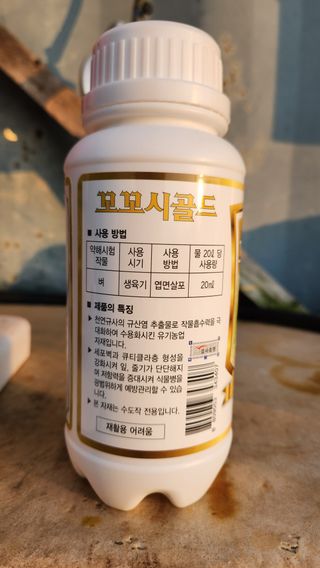 꼬꼬시골드
■ 사용 방법
약해시험 작물 사용 시기 사용 방법 물 20ℓ 당 사용량
벼 생육기 엽면살포 20㎖
■ 제품의 특징
▶ 천연규사의 규산염 추출물로 작물흡수력을 극
대화하여 수용화시킨 유기농업
자재입니다.
▶ 세포벽과 큐티클라층 형성을
강화시켜 잎, 줄기가 단단해지
며 저항력을 증대시켜 식물병을
광범위하게 예방관리할 수 있습니
다.
▶ 본 자재는 수도작 전용입니다.
재활용 어려움